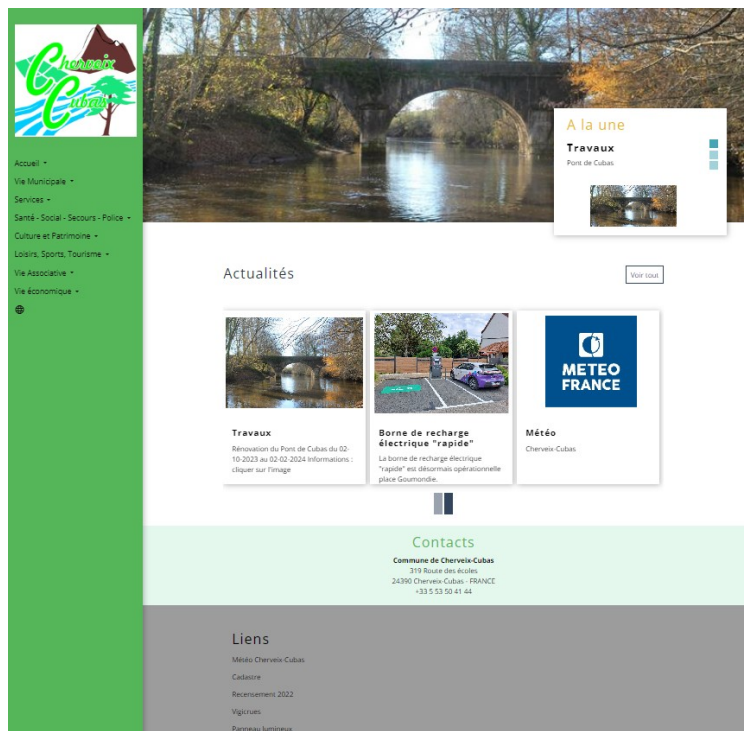 Cherveix
Cubas
Accueil
Vie Municipale
Services
Santé - Social - Secours - Police
Culture et Patrimoine
Loisirs, Sports, Tourisme
Vie Associative
Vie économique
A la une
Travaux
Pont de Cubas
Actualités
Voir tout
Travaux
Rénovation du Pont de Cubas du 02-
10-2023 au 02-02-2024 Informations :
cliquer sur l'image
Borne de recharge
électrique "rapide"
La borne de recharge électrique
"rapide" est désormais opérationnelle
place Goumondie.
METEO
FRANCE
Météo
Cherveix-Cubas
Contacts
Commune de Cherveix-Cubas
319 Route des écoles
24390 Cherveix-Cubas - FRANCE
+33 5 53 50 41 44
Liens
Météo Cherveix-Cubas
Cadastre
Recensement 2022
Vigicrues
Panneau lumineux